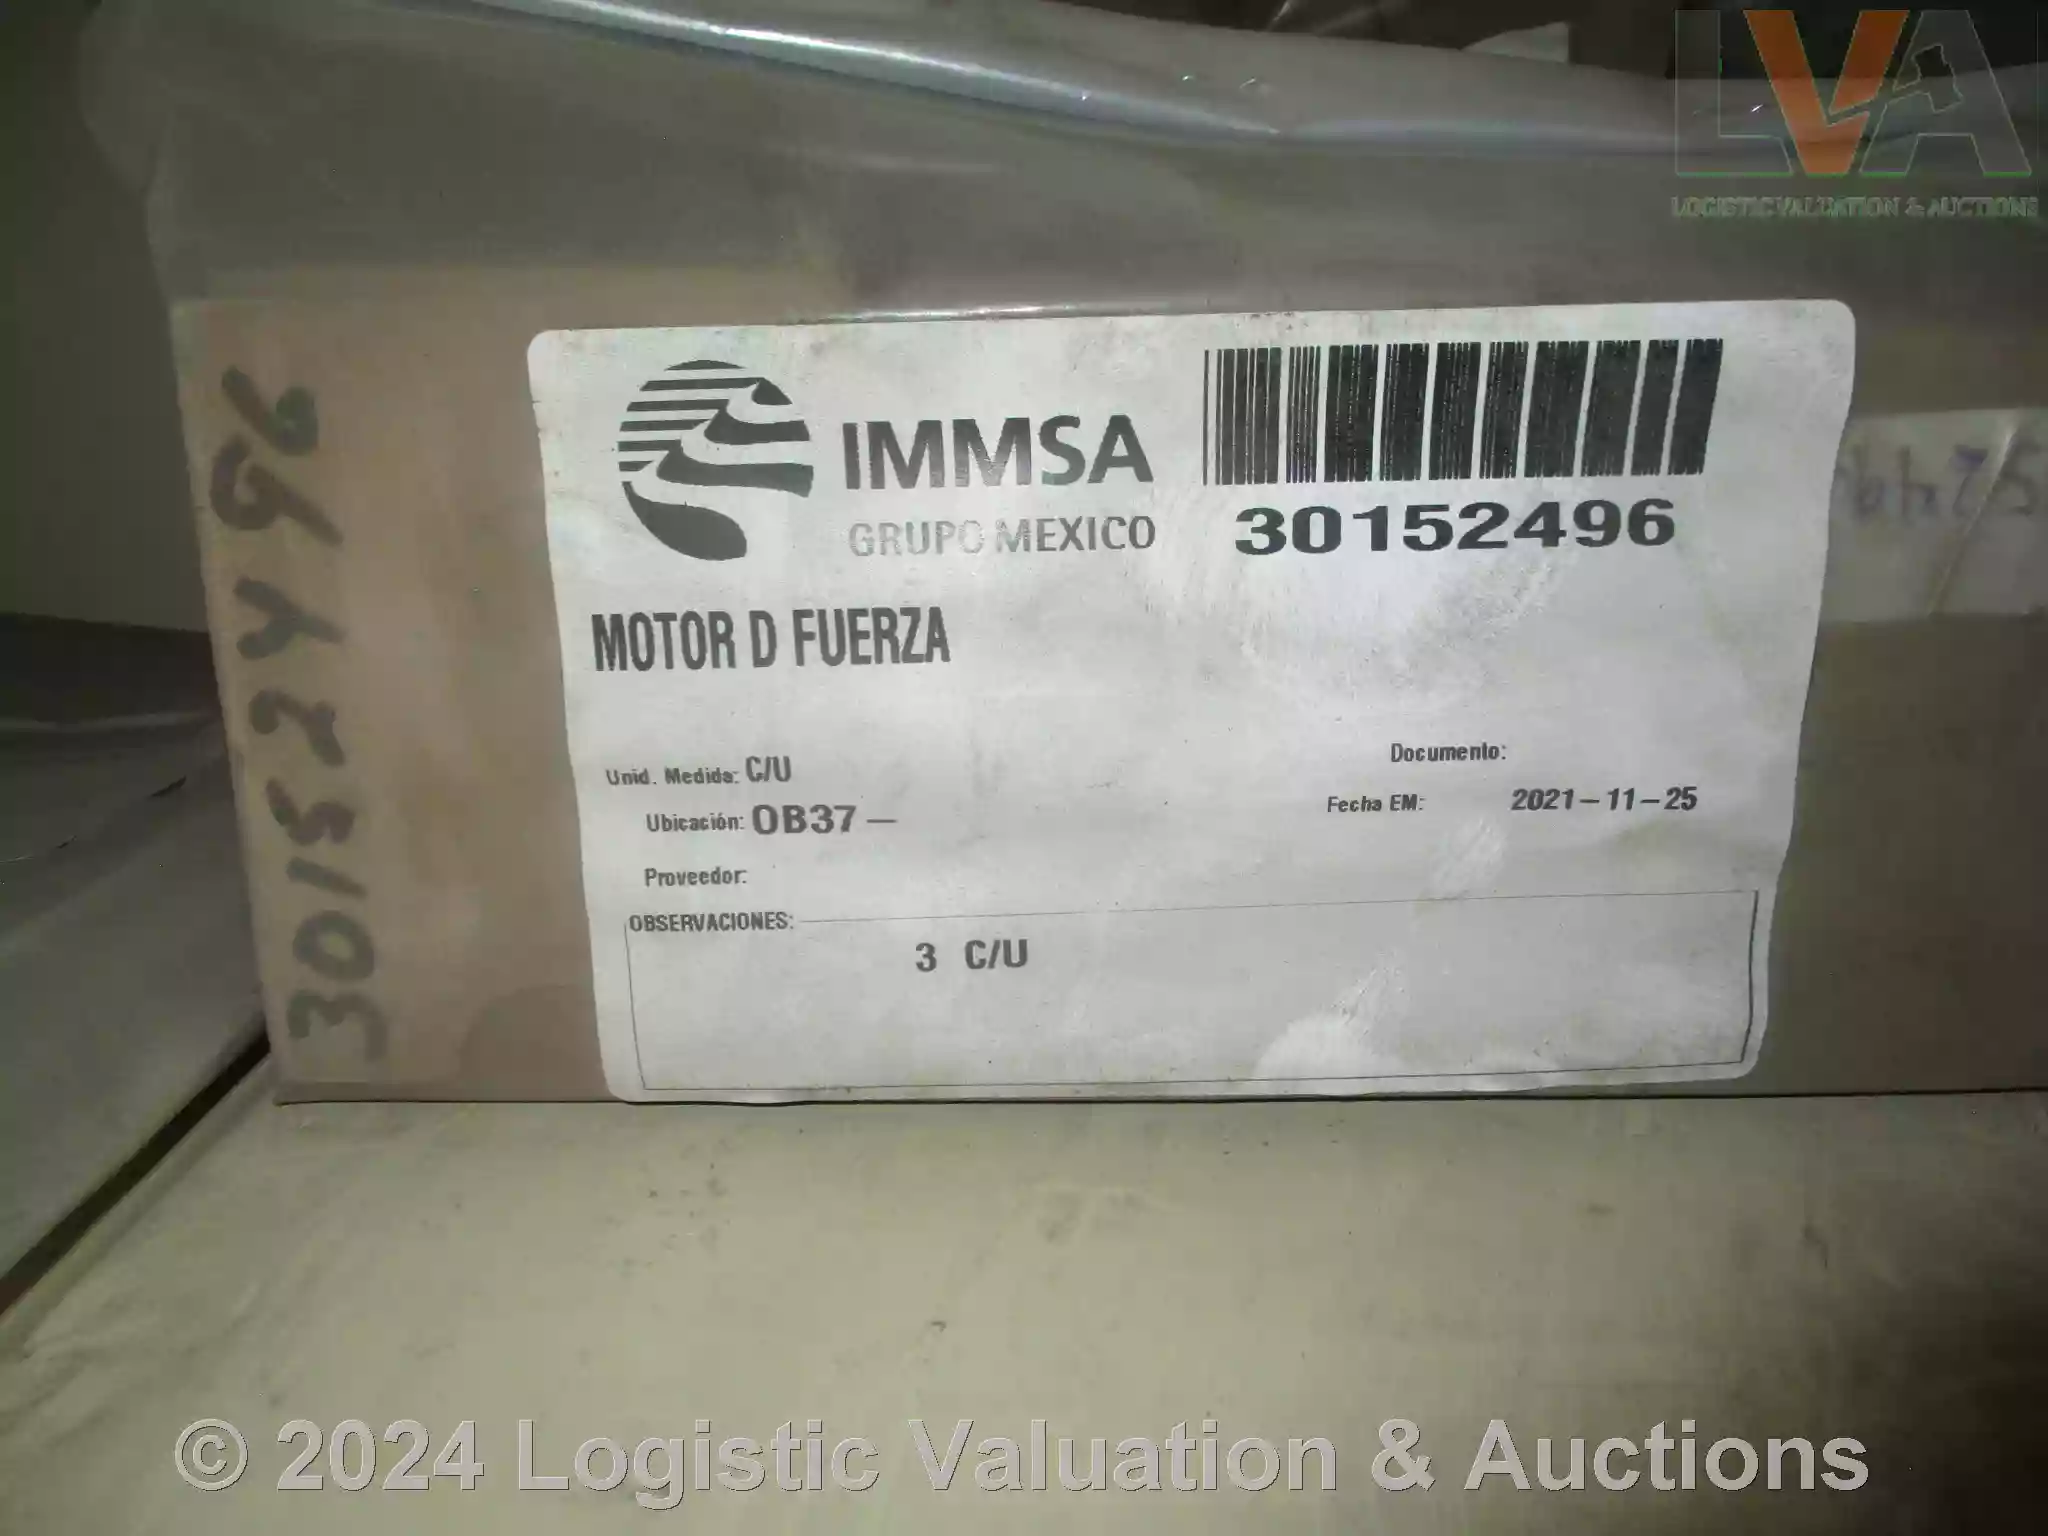 LVA
LOGISTIC VALUATION & AUCTIONS
IMMSA
GRUPO MEXICO
30152496
MOTOR D FUERZA
Unid. Medida: C/U
Ubicación: OB37-
Proveedor:
Documento:
Fecha EM: 2021-11-25
OBSERVACIONES:
3 C/U
30152496
© 2024 Logistic Valuation & Auctions